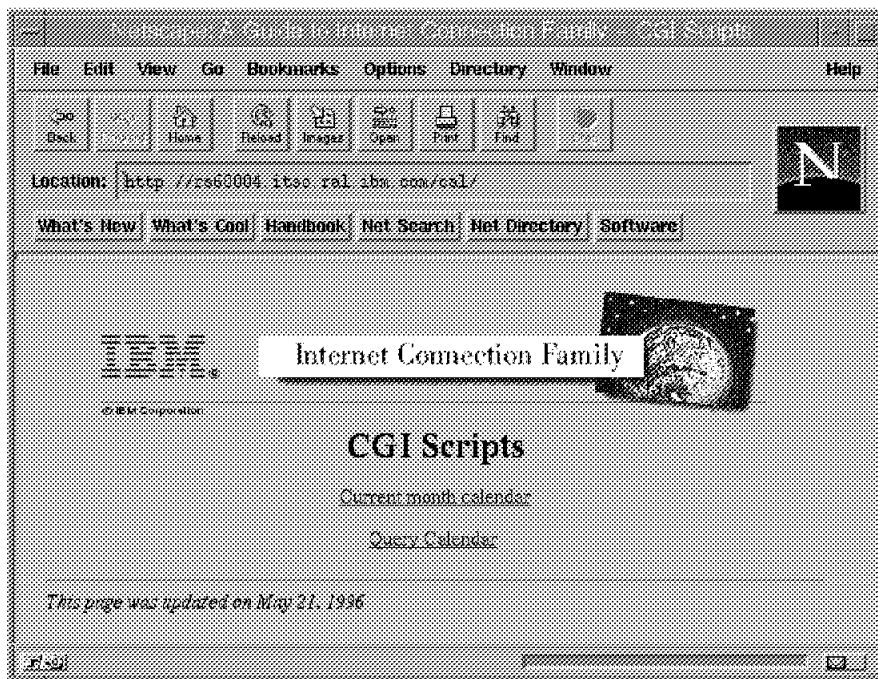 Netscape: A Guide to Internet Connection Family - CGI Scripts
File Edit View Go Bookmarks Options Directory Window Help
Back Forward Home Reload Images Open Print Find
Location: http://rs60004.itso.ral.ibm.com/cal/
N
What's New What's Cool Handbook Net Search Net Directory Software
IBM®
Internet Connection Family
© IBM Corporation
CGI Scripts
Current month calendar
Query Calendar
This page was updated on May 21, 1996